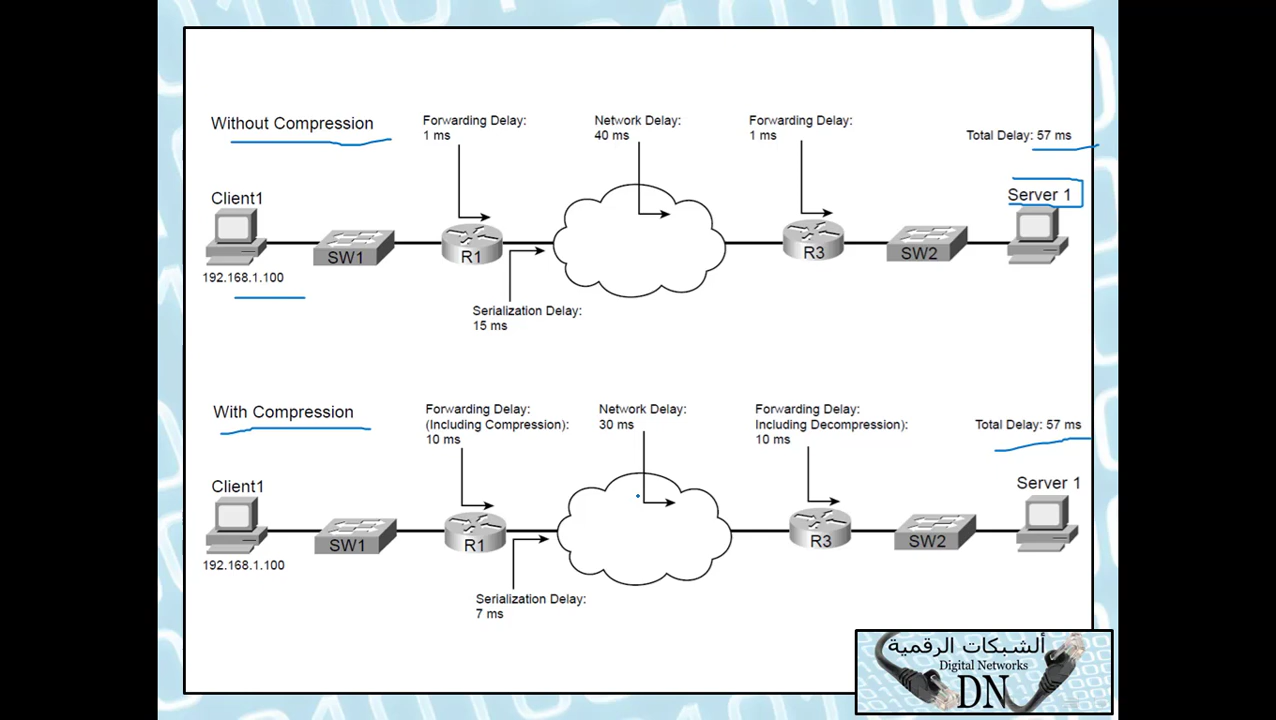 Without Compression
Forwarding Delay:
1 ms
Network Delay:
40 ms
Forwarding Delay:
1 ms
Total Delay: 57 ms
Client1
Server 1
SW1
R1
R3
SW2
192.168.1.100
Serialization Delay:
15 ms
With Compression
Forwarding Delay:
(Including Compression):
10 ms
Network Delay:
30 ms
Forwarding Delay:
Including Decompression):
10 ms
Total Delay: 57 ms
Client1
Server 1
SW1
R1
R3
SW2
192.168.1.100
Serialization Delay:
7 ms
ألشبكات الرقمية
Digital Networks
DN